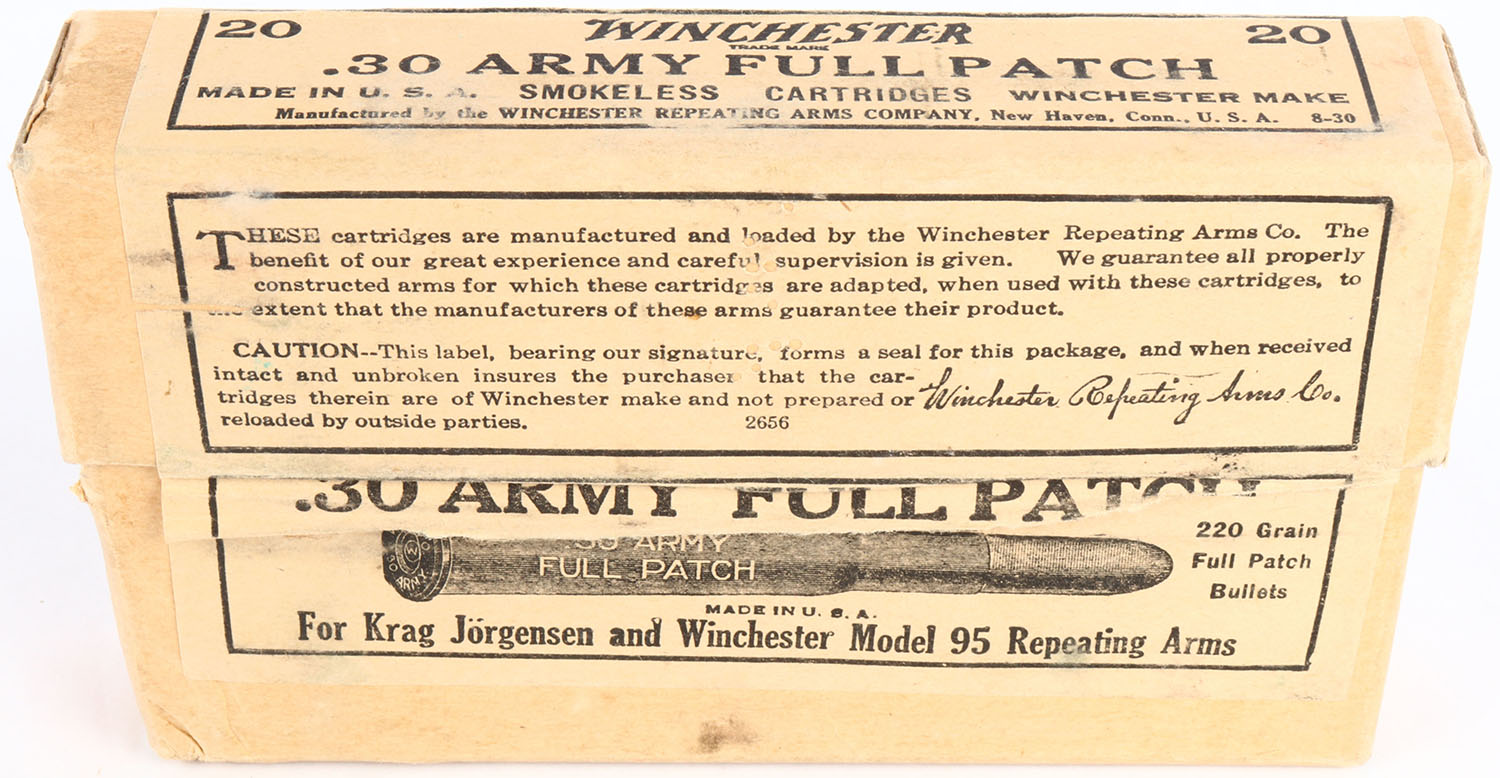 20 WINCHESTER 20
TRADE MARK
.30 ARMY FULL PATCH
MADE IN U. S. A. SMOKELESS CARTRIDGES WINCHESTER MAKE
Manufactured by the WINCHESTER REPEATING ARMS COMPANY, New Haven, Conn., U. S. A. 8-30
THESE cartridges are manufactured and loaded by the Winchester Repeating Arms Co. The
benefit of our great experience and careful supervision is given. We guarantee all properly
constructed arms for which these cartridges are adapted, when used with these cartridges, to
the extent that the manufacturers of these arms guarantee their product.
CAUTION--This label, bearing our signature, forms a seal for this package, and when received
intact and unbroken insures the purchaser that the car-
tridges therein are of Winchester make and not prepared or
reloaded by outside parties. 2656
Winchester Repeating Arms Co.
.30 ARMY FULL PATCH
220 Grain
Full Patch
Bullets
30 ARMY
FULL PATCH
W
30
ARMY
MADE IN U. S. A.
For Krag Jörgensen and Winchester Model 95 Repeating Arms